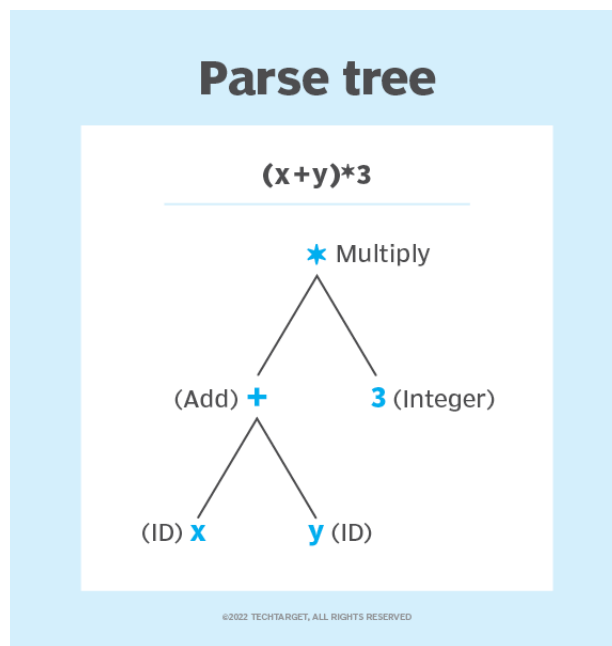 Parse tree
(x+y)*3
* Multiply
(Add) + 3 (Integer)
(ID) x y (ID)
©2022 TECHTARGET, ALL RIGHTS RESERVED